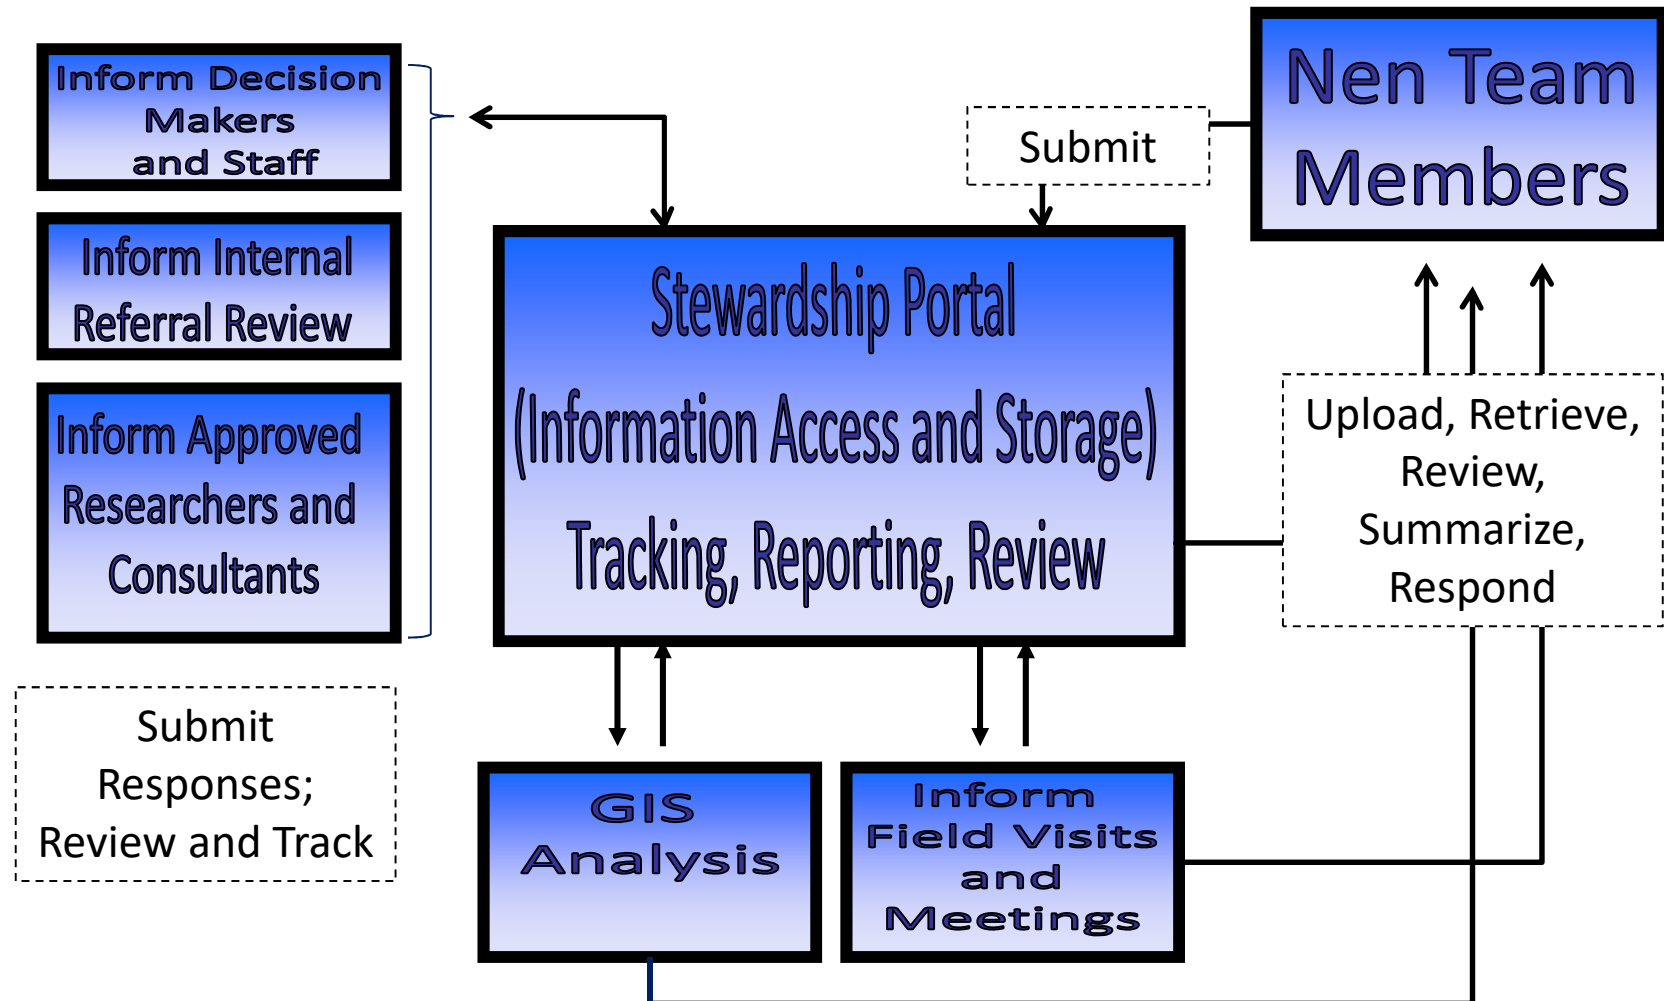 Inform Decision
Makers
and Staff
Inform Internal
Referral Review
Inform Approved
Researchers and
Consultants
Submit
Responses;
Review and Track
Submit
Nen Team
Members
Stewardship Portal
(Information Access and Storage)
Tracking, Reporting, Review
Upload, Retrieve,
Review,
Summarize,
Respond
GIS
Analysis
Inform
Field Visits
and
Meetings